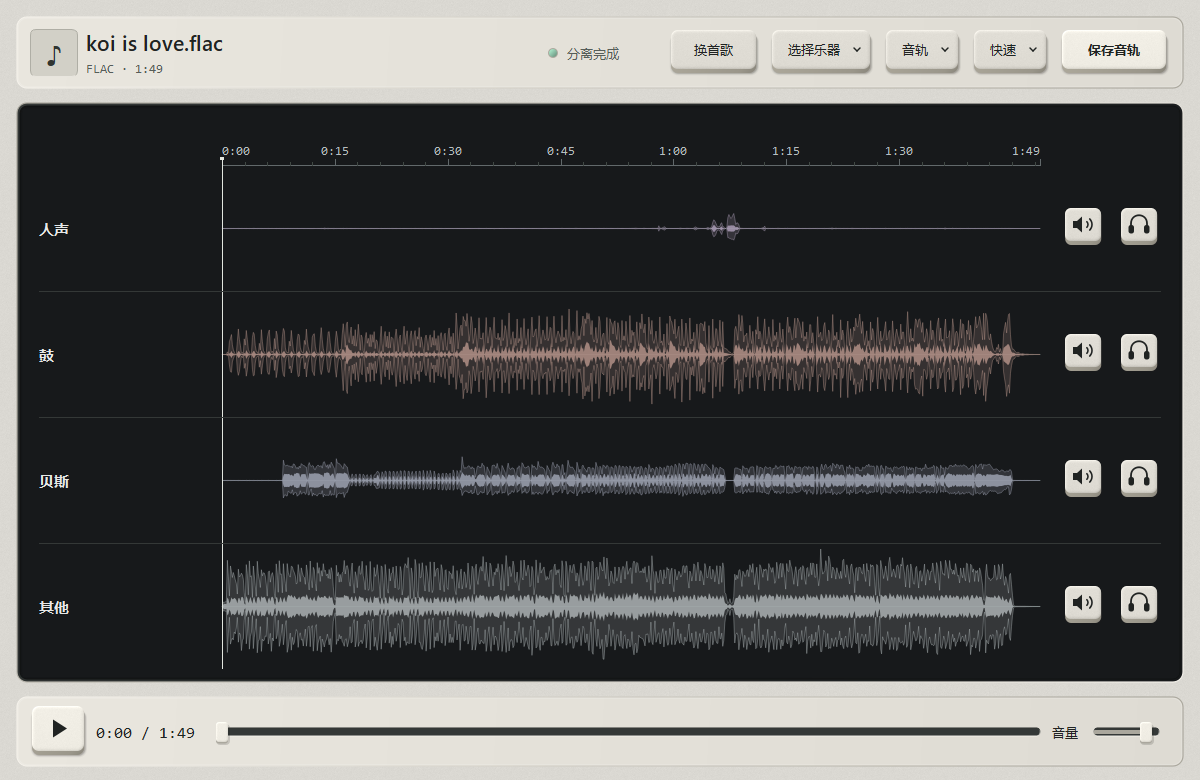 koi is love.flac
FLAC · 1:49
分离完成
换首歌
选择乐器
音轨
快速
保存音轨
0:00
0:15
0:30
0:45
1:00
1:15
1:30
1:49
人声
鼓
贝斯
其他
0:00 / 1:49
音量